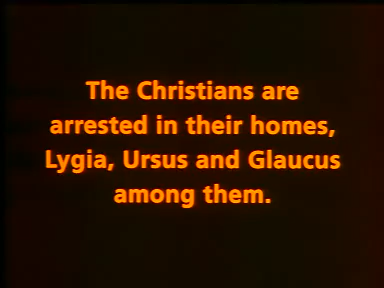 The Christians are
arrested in their homes,
Lygia, Ursus and Glaucus
among them.